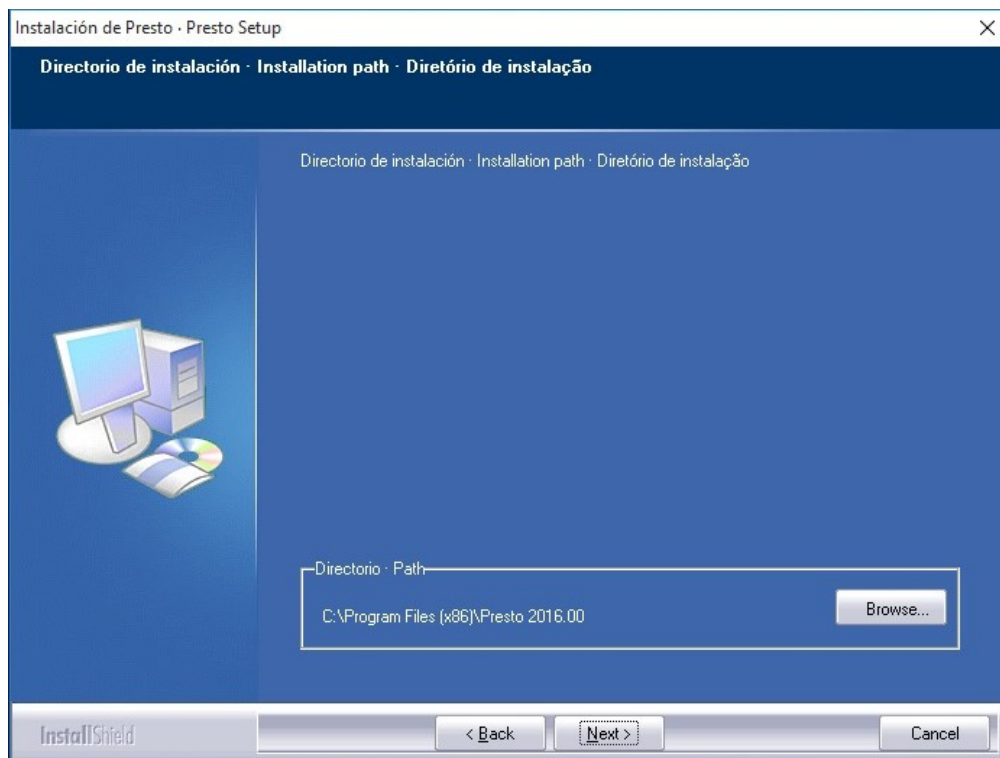 Instalación de Presto · Presto Setup
Directorio de instalación · Installation path · Diretório de instalação
Directorio de instalación · Installation path · Diretório de instalação
Directorio · Path
C:\Program Files (x86)\Presto 2016.00
Browse...
InstallShield
< Back
Next >
Cancel